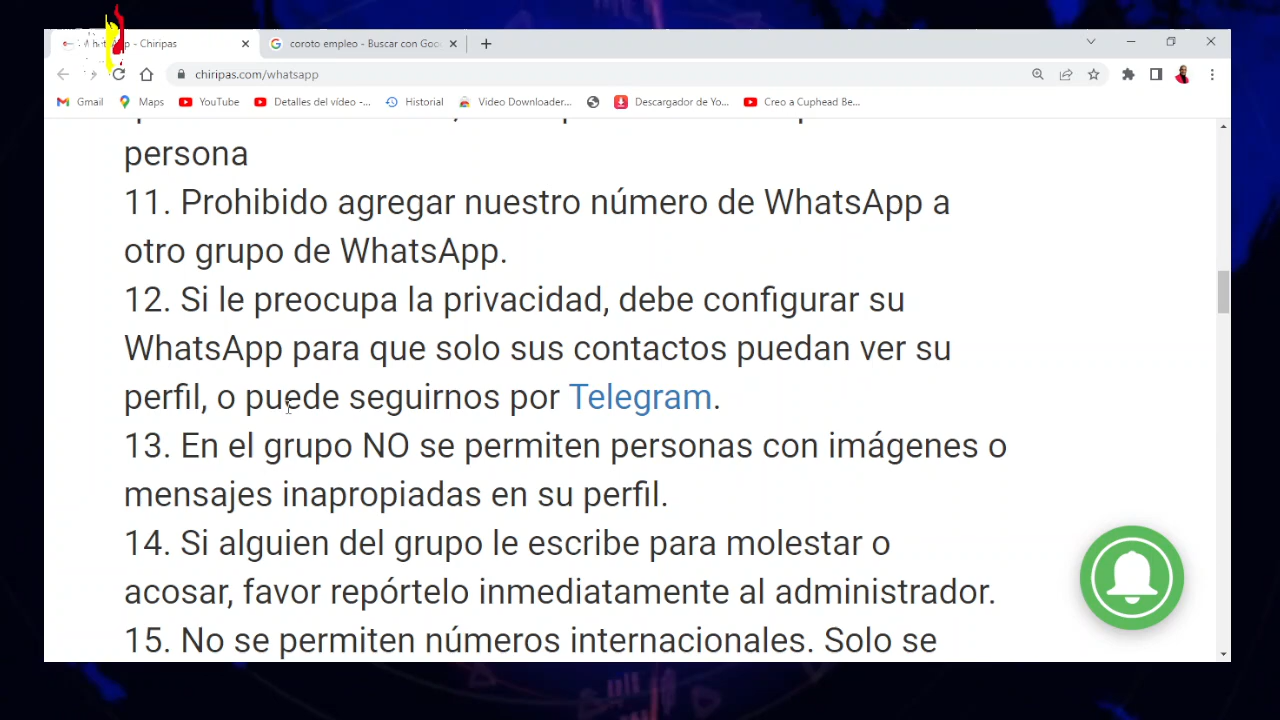 - Chiripas
coroto empleo - Buscar con Goo
chiripas.com/whatsapp
Gmail
Maps
YouTube
Detalles del vídeo -...
Historial
Video Downloader...
Descargador de Yo...
Creo a Cuphead Be...
persona
11. Prohibido agregar nuestro número de WhatsApp a
otro grupo de WhatsApp.
12. Si le preocupa la privacidad, debe configurar su
WhatsApp para que solo sus contactos puedan ver su
perfil, o puede seguirnos por Telegram.
13. En el grupo NO se permiten personas con imágenes o
mensajes inapropiadas en su perfil.
14. Si alguien del grupo le escribe para molestar o
acosar, favor repórtelo inmediatamente al administrador.
15. No se permiten números internacionales. Solo se